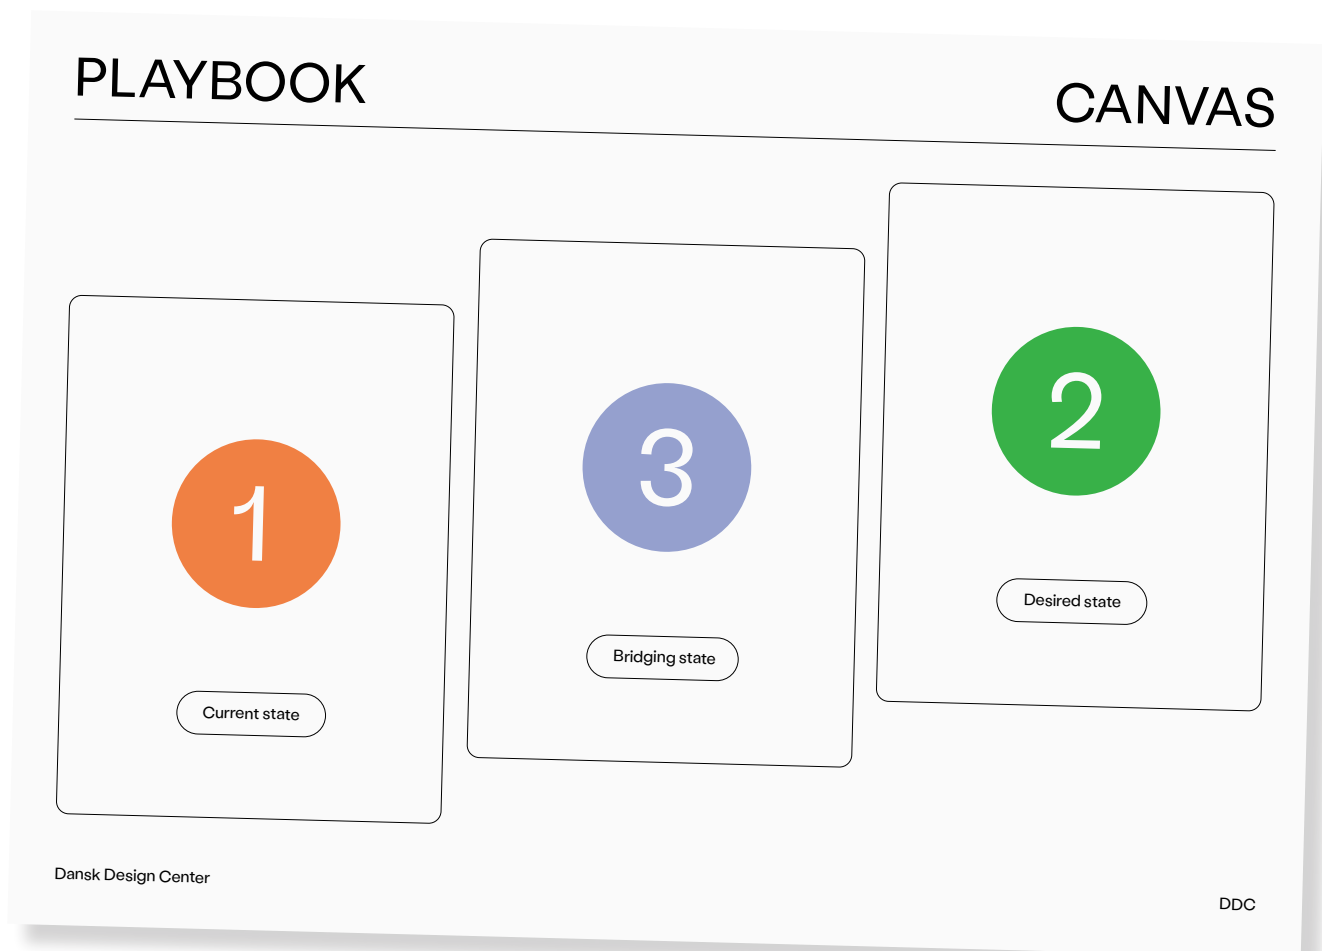 PLAYBOOK
CANVAS
1
Current state
3
Bridging state
2
Desired state
Dansk Design Center
DDC